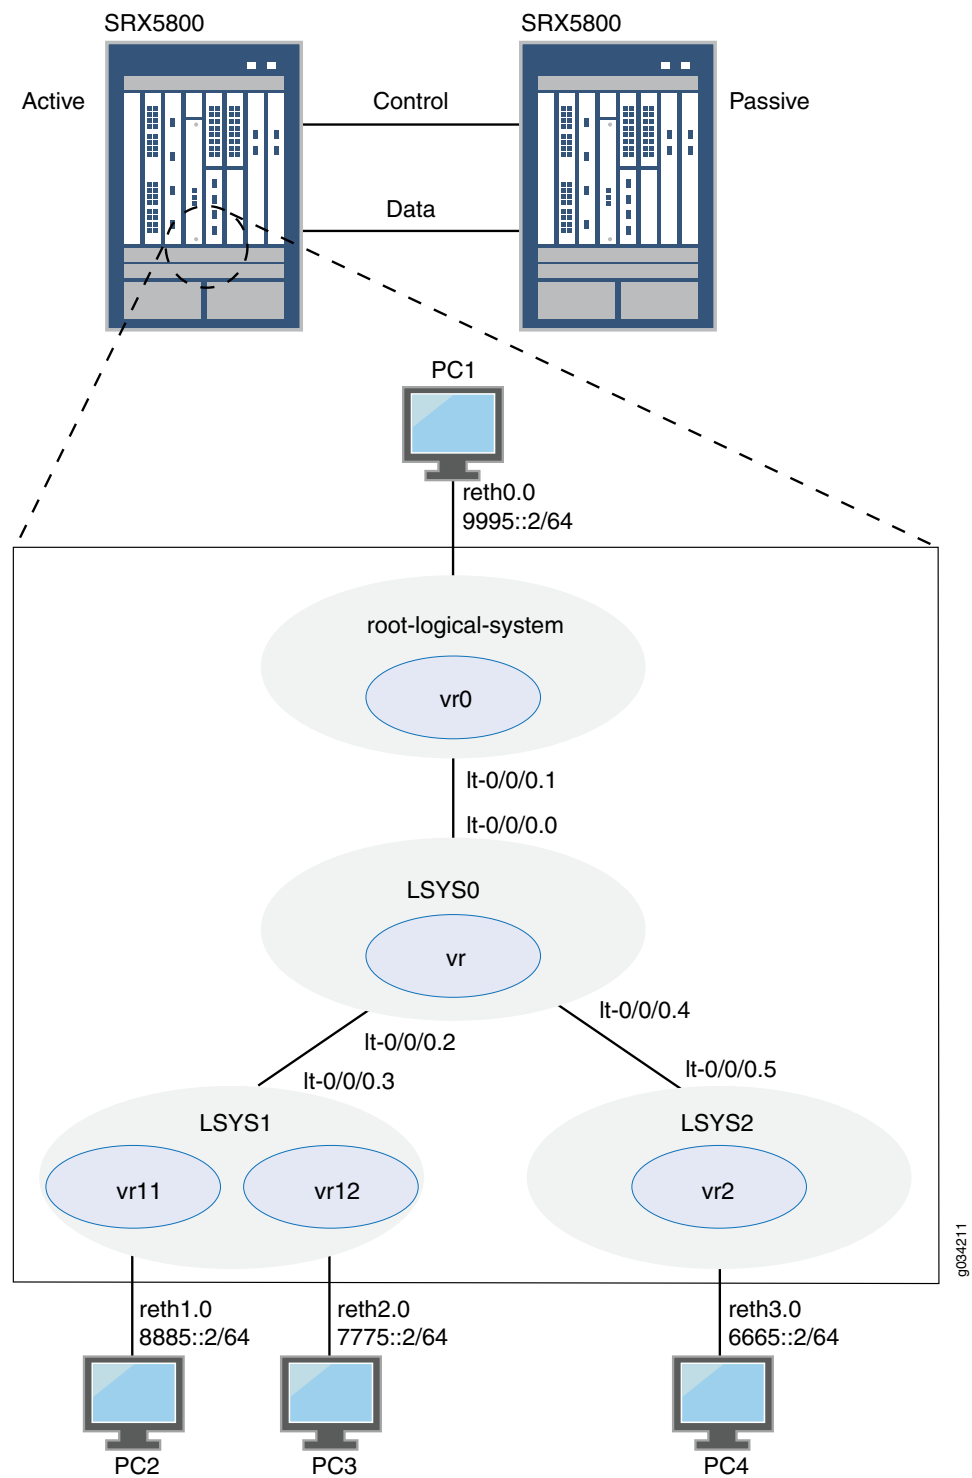 SRX5800
SRX5800
Active
Control
Passive
Data
PC1
reth0.0
9995::2/64
root-logical-system
vr0
lt-0/0/0.1
lt-0/0/0.0
LSYS0
vr
lt-0/0/0.2
lt-0/0/0.4
lt-0/0/0.3
lt-0/0/0.5
LSYS1
LSYS2
vr11
vr12
vr2
g034211
reth1.0
8885::2/64
reth2.0
7775::2/64
reth3.0
6665::2/64
PC2
PC3
PC4